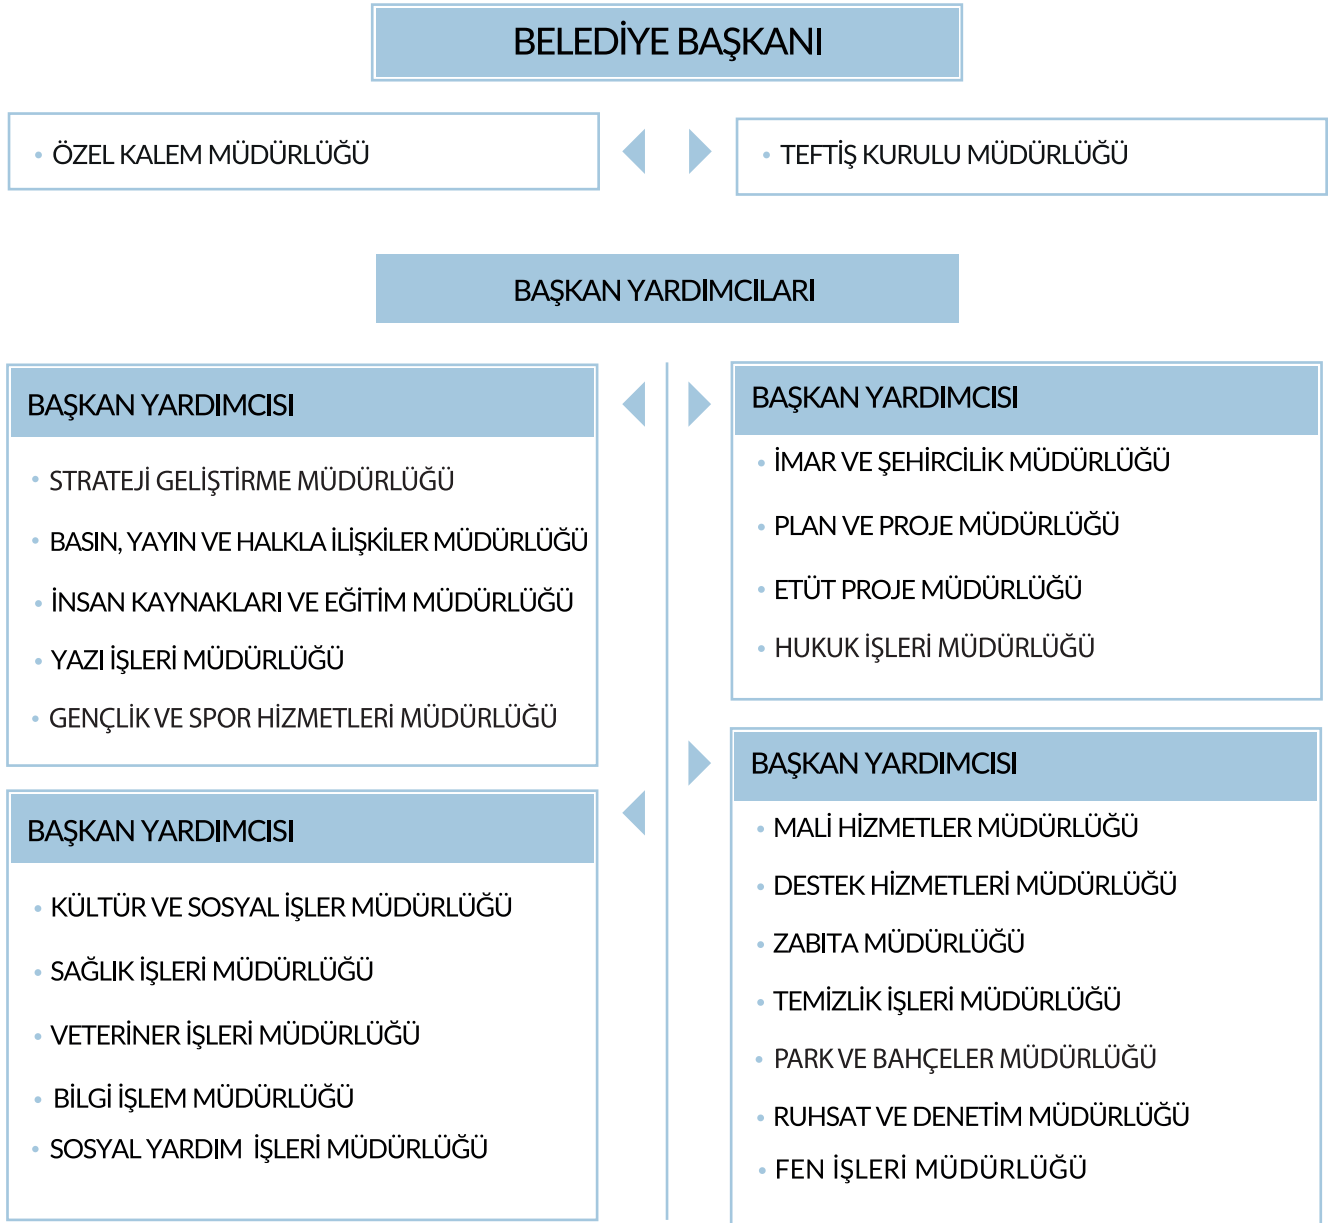 BELEDİYE BAŞKANI
• ÖZEL KALEM MÜDÜRLÜĞÜ
• TEFTİŞ KURULU MÜDÜRLÜĞÜ
BAŞKAN YARDIMCILARI
BAŞKAN YARDIMCISI
• STRATEJİ GELİŞTİRME MÜDÜRLÜĞÜ
• BASIN, YAYIN VE HALKLA İLİŞKİLER MÜDÜRLÜĞÜ
• İNSAN KAYNAKLARI VE EĞİTİM MÜDÜRLÜĞÜ
• YAZI İŞLERİ MÜDÜRLÜĞÜ
• GENÇLİK VE SPOR HİZMETLERİ MÜDÜRLÜĞÜ
BAŞKAN YARDIMCISI
• İMAR VE ŞEHİRCİLİK MÜDÜRLÜĞÜ
• PLAN VE PROJE MÜDÜRLÜĞÜ
• ETÜT PROJE MÜDÜRLÜĞÜ
• HUKUK İŞLERİ MÜDÜRLÜĞÜ
BAŞKAN YARDIMCISI
• KÜLTÜR VE SOSYAL İŞLER MÜDÜRLÜĞÜ
• SAĞLIK İŞLERİ MÜDÜRLÜĞÜ
• VETERİNER İŞLERİ MÜDÜRLÜĞÜ
• BİLGİ İŞLEM MÜDÜRLÜĞÜ
• SOSYAL YARDIM İŞLERİ MÜDÜRLÜĞÜ
BAŞKAN YARDIMCISI
• MALİ HİZMETLER MÜDÜRLÜĞÜ
• DESTEK HİZMETLERİ MÜDÜRLÜĞÜ
• ZABITA MÜDÜRLÜĞÜ
• TEMİZLİK İŞLERİ MÜDÜRLÜĞÜ
• PARK VE BAHÇELER MÜDÜRLÜĞÜ
• RUHSAT VE DENETİM MÜDÜRLÜĞÜ
• FEN İŞLERİ MÜDÜRLÜĞÜ